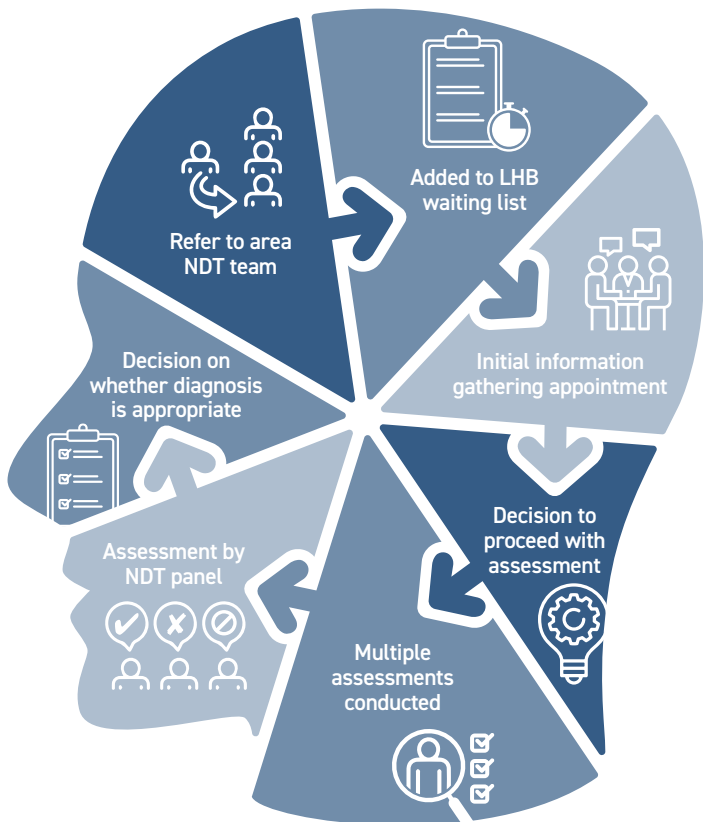 Refer to area
NDT team
Added to LHB
waiting list
Initial information
gathering appointment
Decision to
proceed with
assessment
Multiple
assessments
conducted
Assessment by
NDT panel
Decision on
whether diagnosis
is appropriate